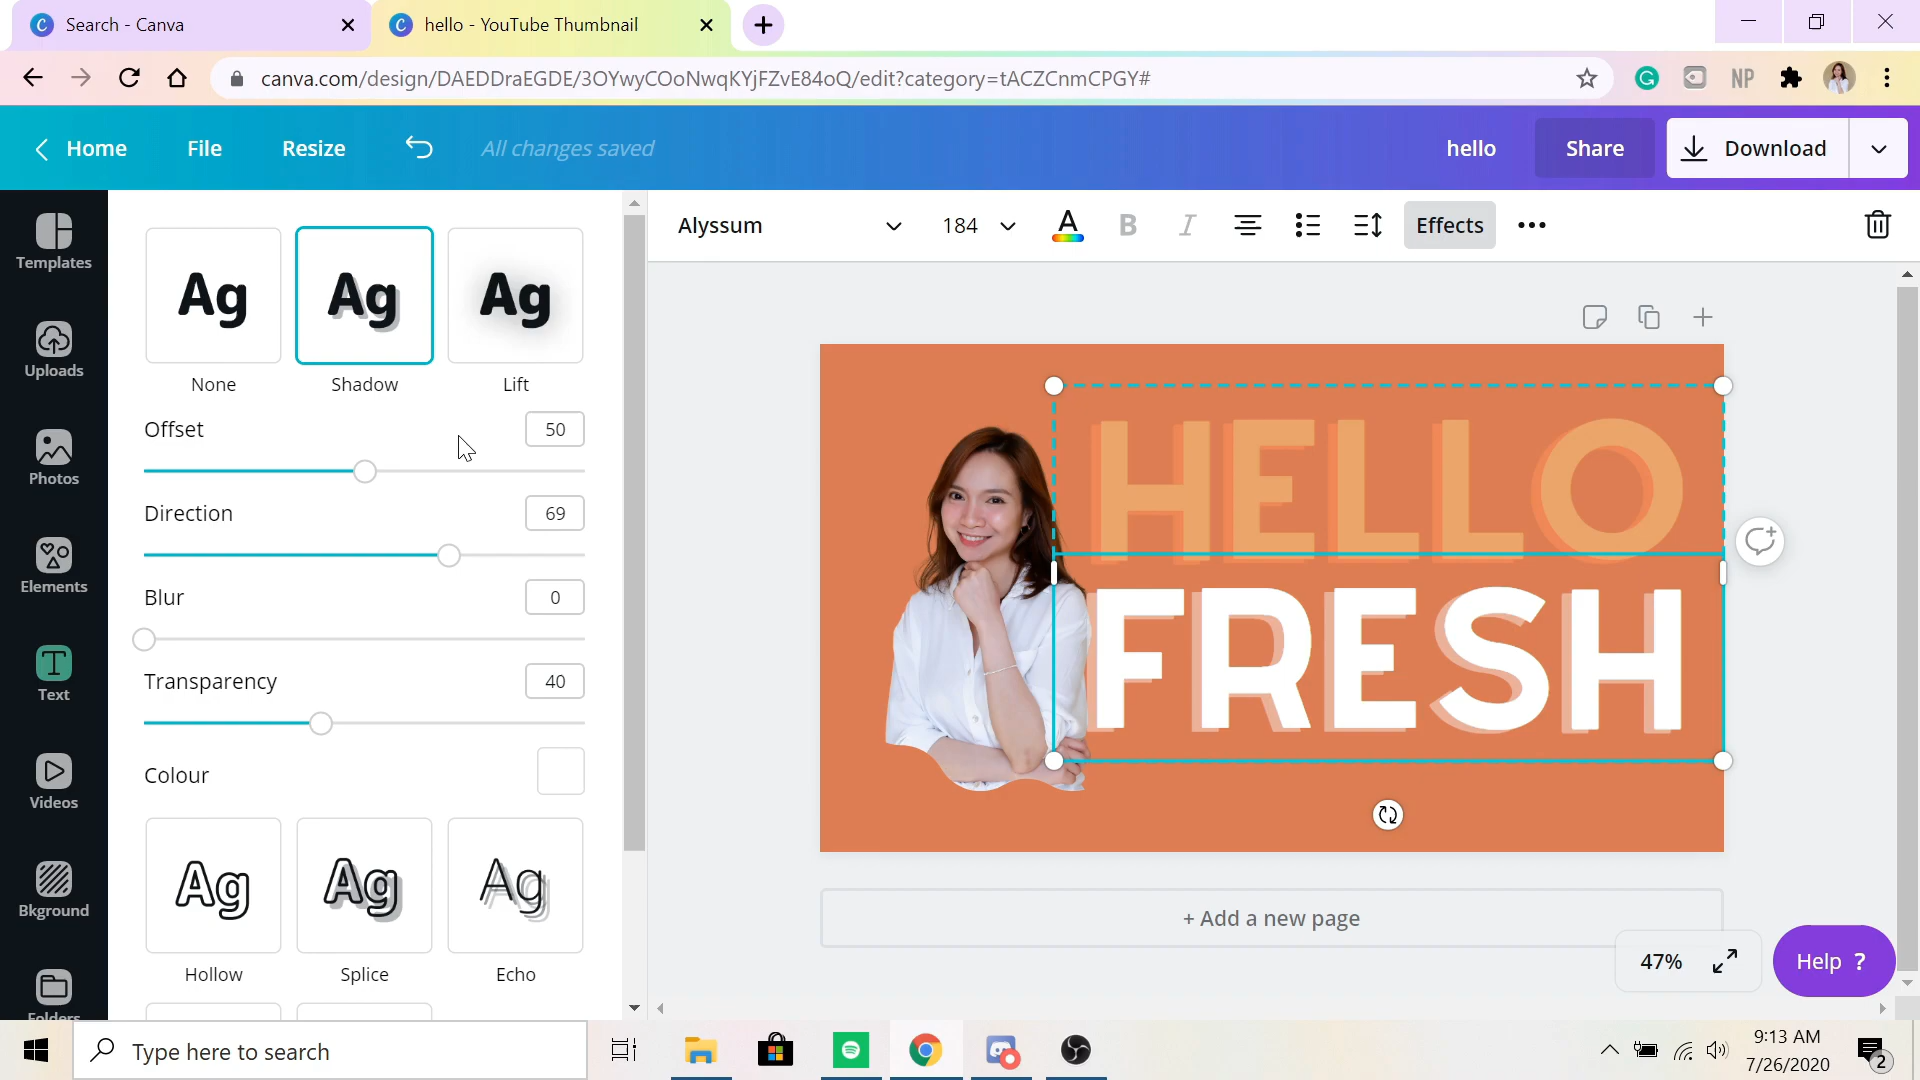 Search - Canva
hello - YouTube Thumbnail
canva.com/design/DAEDDraEGDE/3OYwyCOoNwqKYjFZvE84oQ/edit?category=tACZCnmCPGY#
NP
Home
File
Resize
All changes saved
hello
Share
Download
Templates
Uploads
Photos
Elements
Text
Videos
Bkground
Folders
Ag
Ag
Ag
None
Shadow
Lift
Offset
50
Direction
69
Blur
0
Transparency
40
Colour
Ag
Ag
Ag
Hollow
Splice
Echo
Alyssum
184
A
B
I
Effects
HELLO
FRESH
+ Add a new page
47%
Help ?
Type here to search
9:13 AM
7/26/2020
2